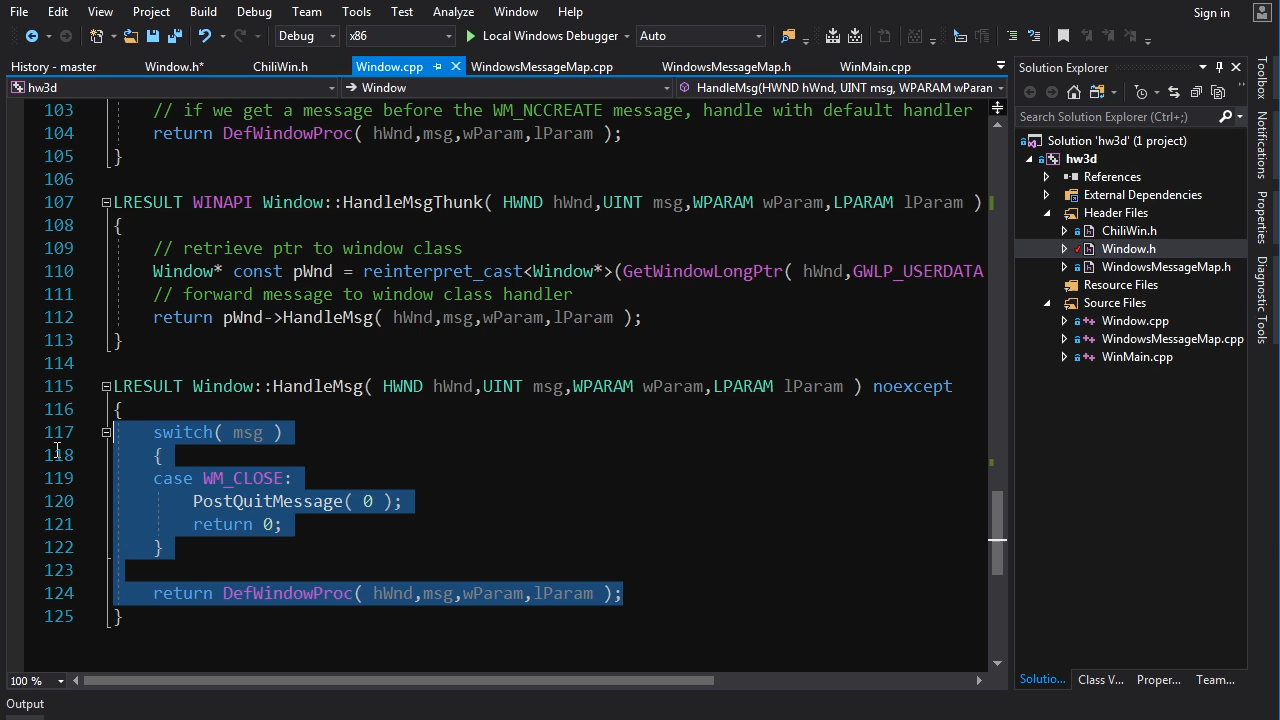 File Edit View Project Build Debug Team Tools Test Analyze Window Help Sign in
Debug x86 Local Windows Debugger Auto
History - master Window.h* ChiliWin.h Window.cpp WindowsMessageMap.cpp WindowsMessageMap.h WinMain.cpp
hw3d Window HandleMsg(HWND hWnd, UINT msg, WPARAM wParan
103 // if we get a message before the WM_NCCREATE message, handle with default handler
104 return DefWindowProc( hWnd,msg,wParam,lParam );
105 }
106
107 LRESULT WINAPI Window::HandleMsgThunk( HWND hWnd,UINT msg,WPARAM wParam,LPARAM lParam )
108 {
109 // retrieve ptr to window class
110 Window* const pWnd = reinterpret_cast<Window*>(GetWindowLongPtr( hWnd,GWLP_USERDATA
111 // forward message to window class handler
112 return pWnd->HandleMsg( hWnd,msg,wParam,lParam );
113 }
114
115 LRESULT Window::HandleMsg( HWND hWnd,UINT msg,WPARAM wParam,LPARAM lParam ) noexcept
116 {
117 switch( msg )
118 {
119 case WM_CLOSE:
120 PostQuitMessage( 0 );
121 return 0;
122 }
123
124 return DefWindowProc( hWnd,msg,wParam,lParam );
125 }
100 %
Output
Solution Explorer
Search Solution Explorer (Ctrl+;)
Solution 'hw3d' (1 project)
hw3d
References
External Dependencies
Header Files
ChiliWin.h
Window.h
WindowsMessageMap.h
Resource Files
Source Files
Window.cpp
WindowsMessageMap.cpp
WinMain.cpp
Solutio... Class V... Proper... Team...
Toolbox
Notifications
Properties
Diagnostic Tools